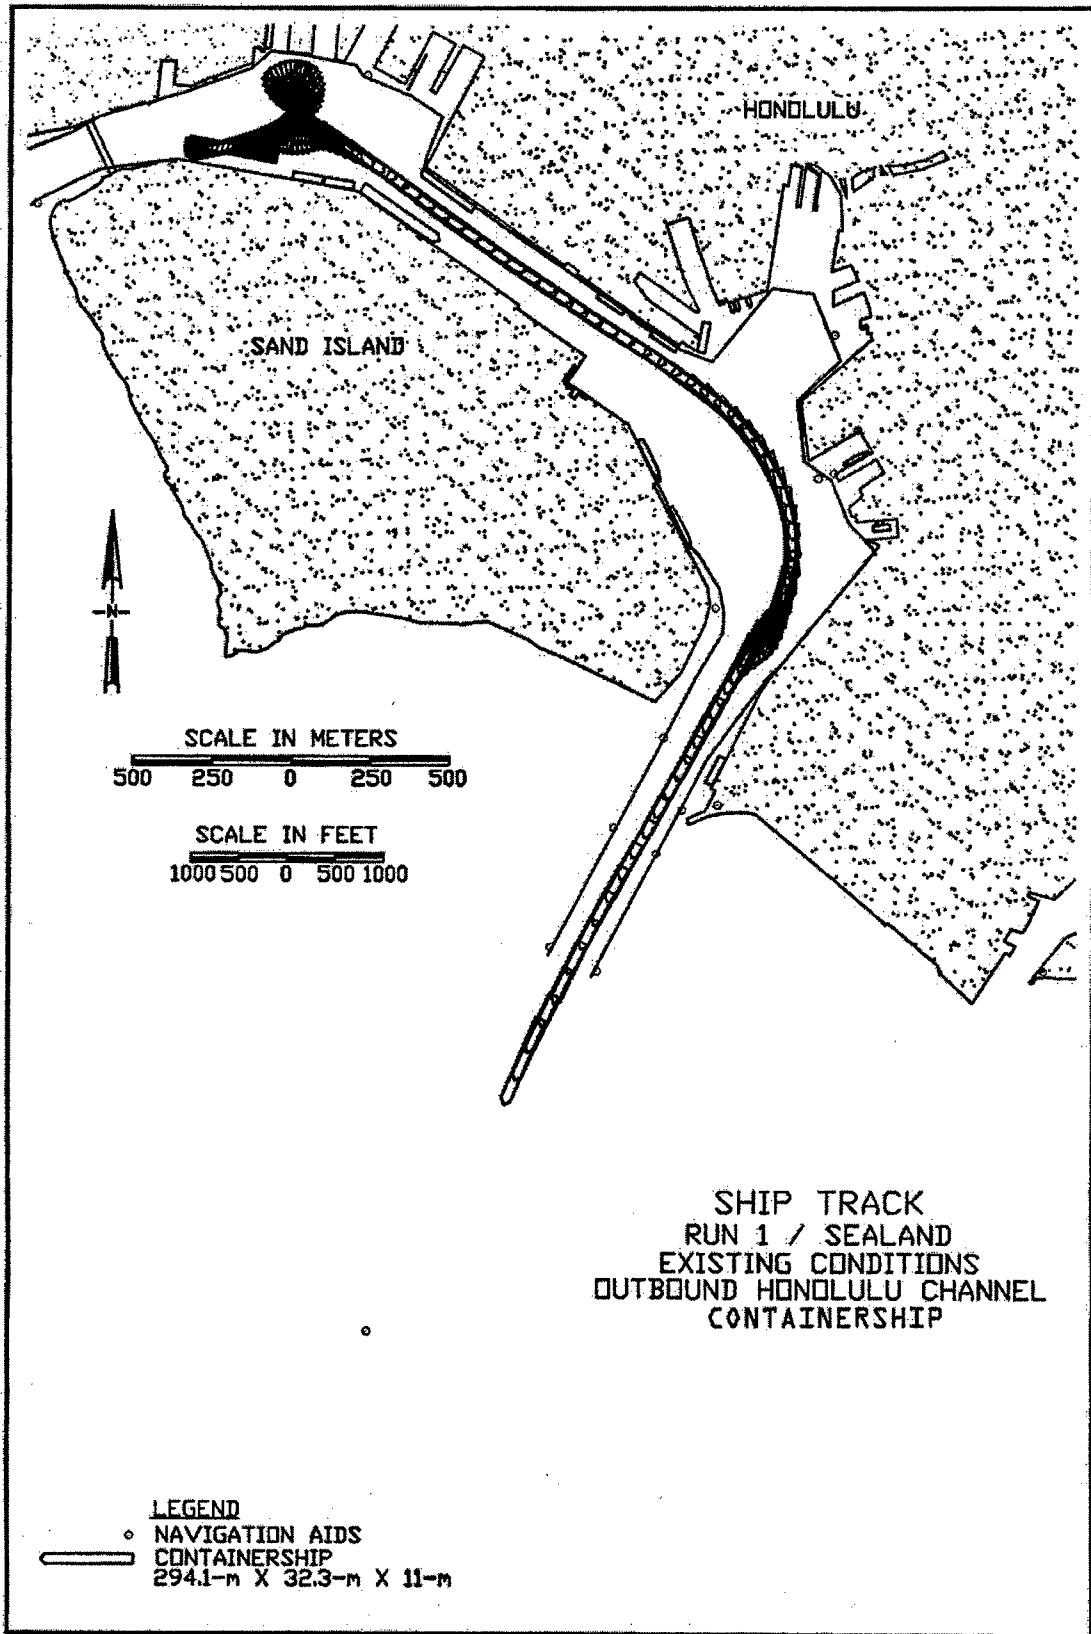 HONOLULU
SAND ISLAND
N
SCALE IN METERS
500 250 0 250 500
SCALE IN FEET
1000 500 0 500 1000
SHIP TRACK
RUN 1 / SEALAND
EXISTING CONDITIONS
OUTBOUND HONOLULU CHANNEL
CONTAINERSHIP
LEGEND
NAVIGATION AIDS
CONTAINERSHIP
294.1-m X 32.3-m X 11-m